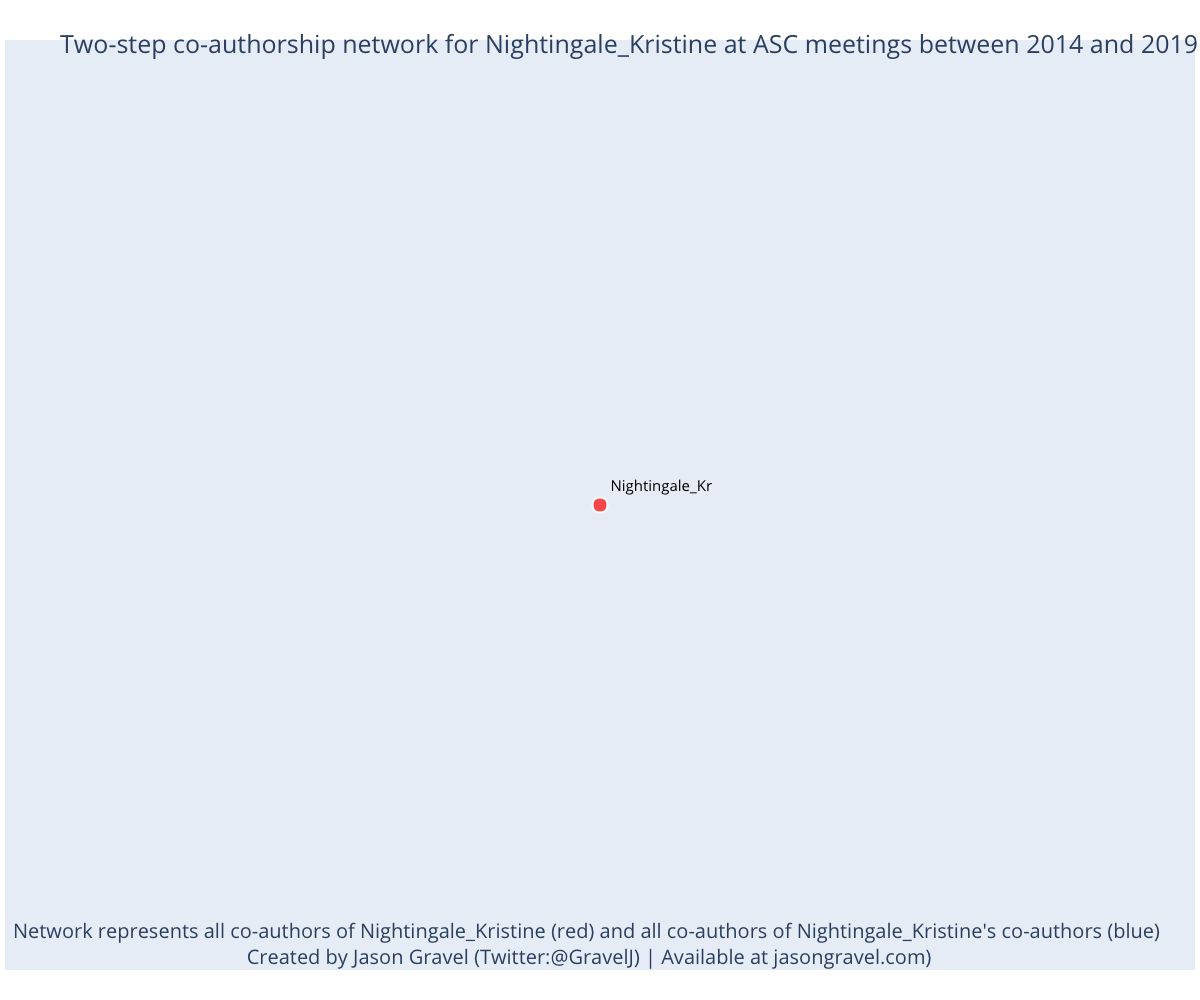 Two-step co-authorship network for Nightingale_Kristine at ASC meetings between 2014 and 2019
Nightingale_Kr
Network represents all co-authors of Nightingale_Kristine (red) and all co-authors of Nightingale_Kristine's co-authors (blue)
Created by Jason Gravel (Twitter:@GravelJ) | Available at jasongravel.com)